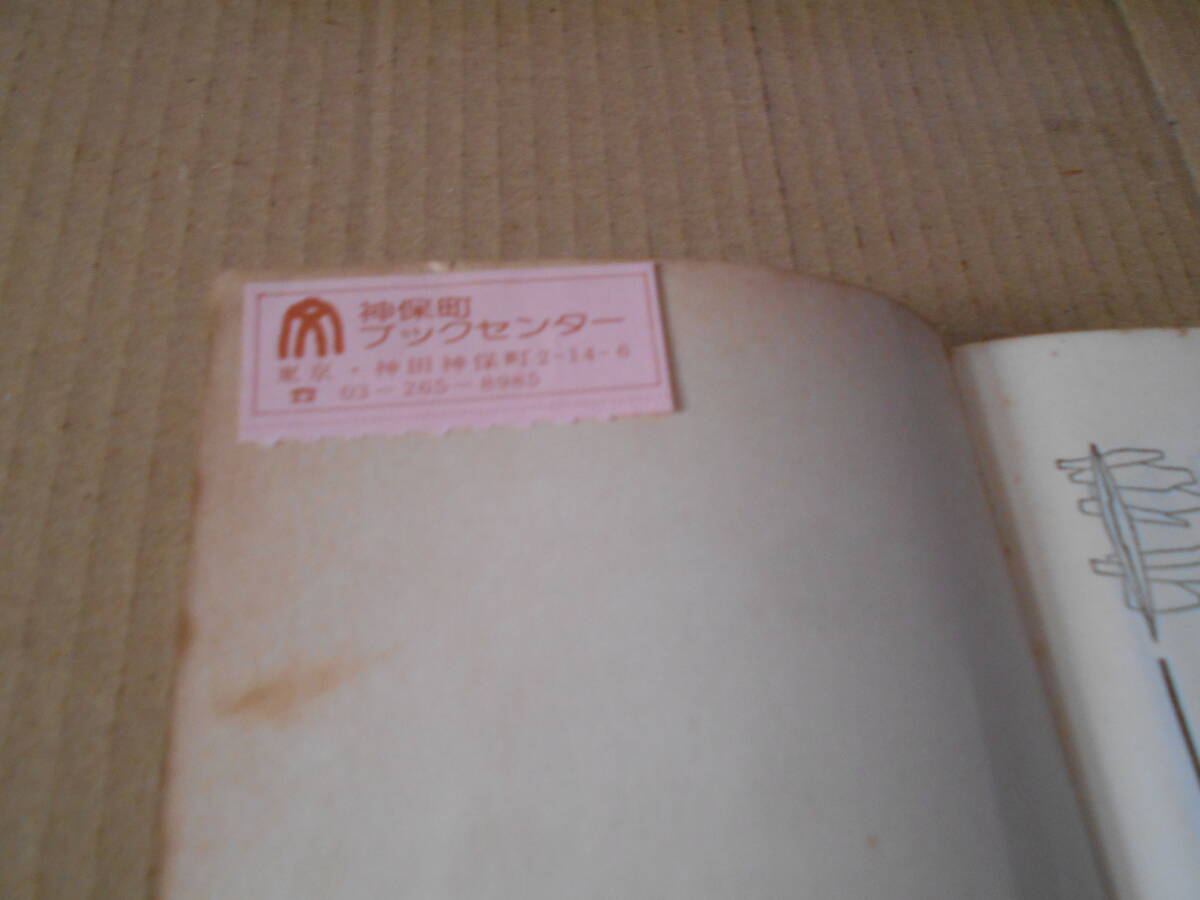 神保町
ブックセンター
東京・神田神保町2-14-6
☎ 03-265-8985